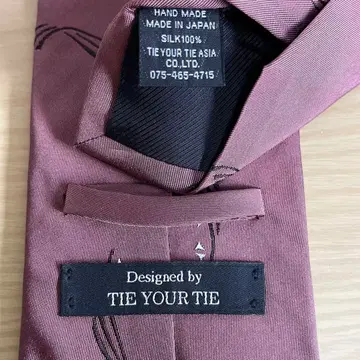 HAND MADE
MADE IN JAPAN
SILK100%
TIE YOUR TIE ASIA
CO.,LTD.
075-465-4715
Designed by
TIE YOUR TIE